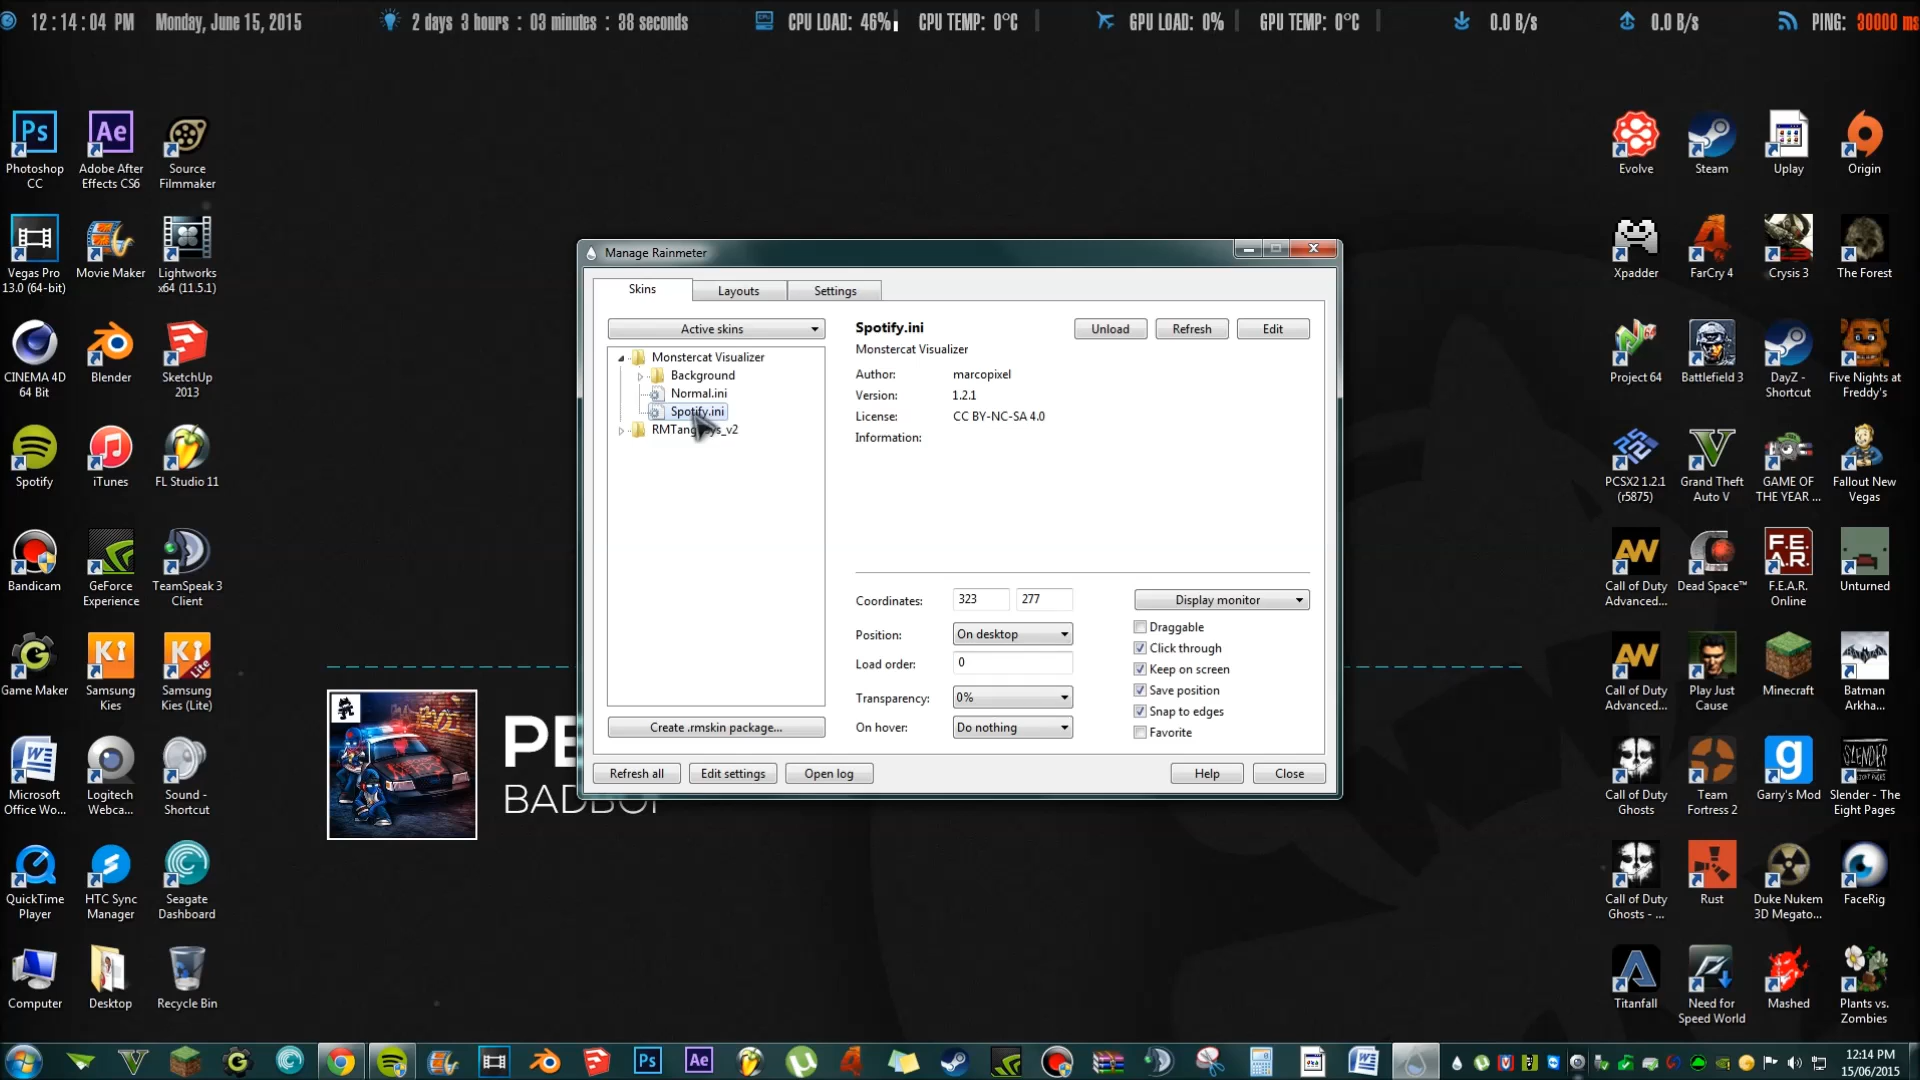 12:14:04 PM Monday, June 15, 2015 2 days 3 hours : 03 minutes : 38 seconds CPU LOAD: 46% CPU TEMP: 0°C GPU LOAD: 0% GPU TEMP: 0°C 0.0 B/s 0.0 B/s PING: 30000 ms
Photoshop CC
Adobe After Effects CS6
Source Filmmaker
Vegas Pro 13.0 (64-bit)
Movie Maker
Lightworks x64 (11.5.1)
CINEMA 4D 64 Bit
Blender
SketchUp 2013
Spotify
iTunes
FL Studio 11
Bandicam
GeForce Experience
TeamSpeak 3 Client
Game Maker
Samsung Kies
Samsung Kies (Lite)
Microsoft Office Wo...
Logitech Webca...
Sound - Shortcut
QuickTime Player
HTC Sync Manager
Seagate Dashboard
Computer
Desktop
Recycle Bin
Manage Rainmeter
Skins
Layouts
Settings
Active skins
Monstercat Visualizer
Background
Normal.ini
Spotify.ini
Spotify.ini
Unload
Refresh
Edit
Monstercat Visualizer
Author: marcopixel
Version: 1.2.1
License: CC BY-NC-SA 4.0
Information:
Coordinates: 323 277
Display monitor
Position: On desktop
Load order: 0
Transparency: 0%
On hover: Do nothing
Draggable
Click through
Keep on screen
Save position
Snap to edges
Favorite
Create .rmskin package...
Refresh all
Edit settings
Open log
Help
Close
Evolve
Steam
Uplay
Origin
Xpadder
FarCry 4
Crysis 3
The Forest
Project 64
Battlefield 3
DayZ - Shortcut
Five Nights at Freddy's
PCSX2 1.2.1 (r5875)
Grand Theft Auto V
GAME OF THE YEAR ...
Fallout New Vegas
Call of Duty Advanced...
Dead Space™
F.E.A.R. Online
Unturned
Call of Duty Advanced...
Play Just Cause
Minecraft
Batman Arkha...
Call of Duty Ghosts
Team Fortress 2
Garry's Mod
Slender - The Eight Pages
Call of Duty Ghosts - ...
Rust
Duke Nukem 3D Megato...
FaceRig
Titanfall
Need for Speed World
Mashed
Plants vs. Zombies
12:14 PM
15/06/2015